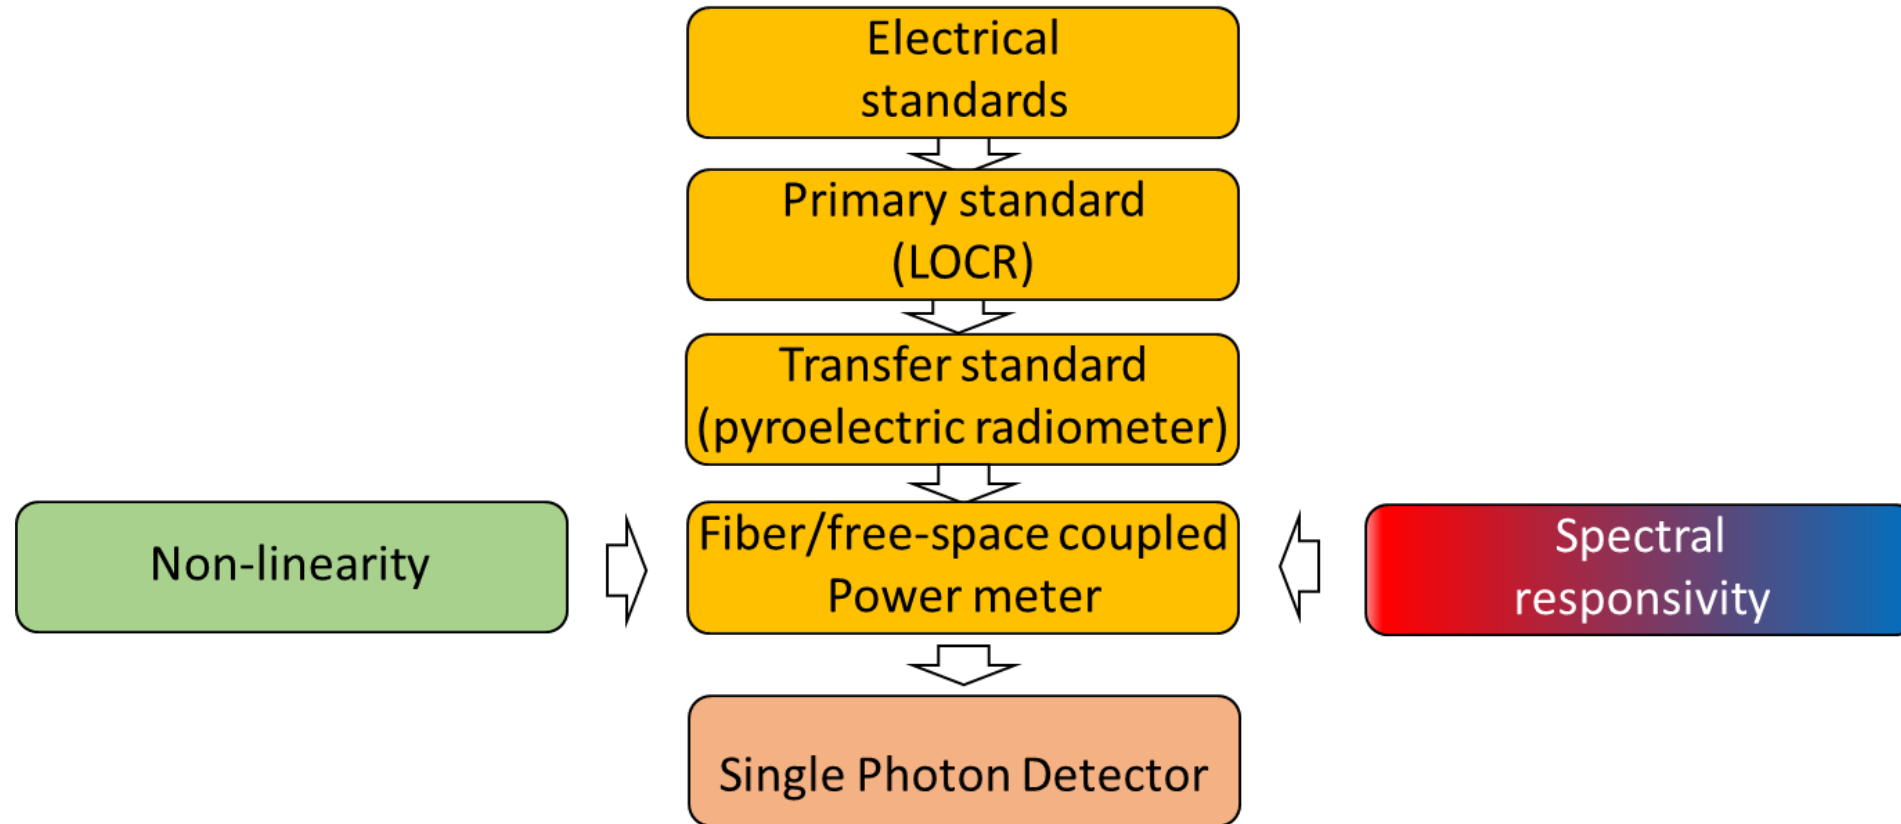 Electrical
standards
Primary standard
(LOCR)
Transfer standard
(pyroelectric radiometer)
Non-linearity
Fiber/free-space coupled
Power meter
Spectral
responsivity
Single Photon Detector